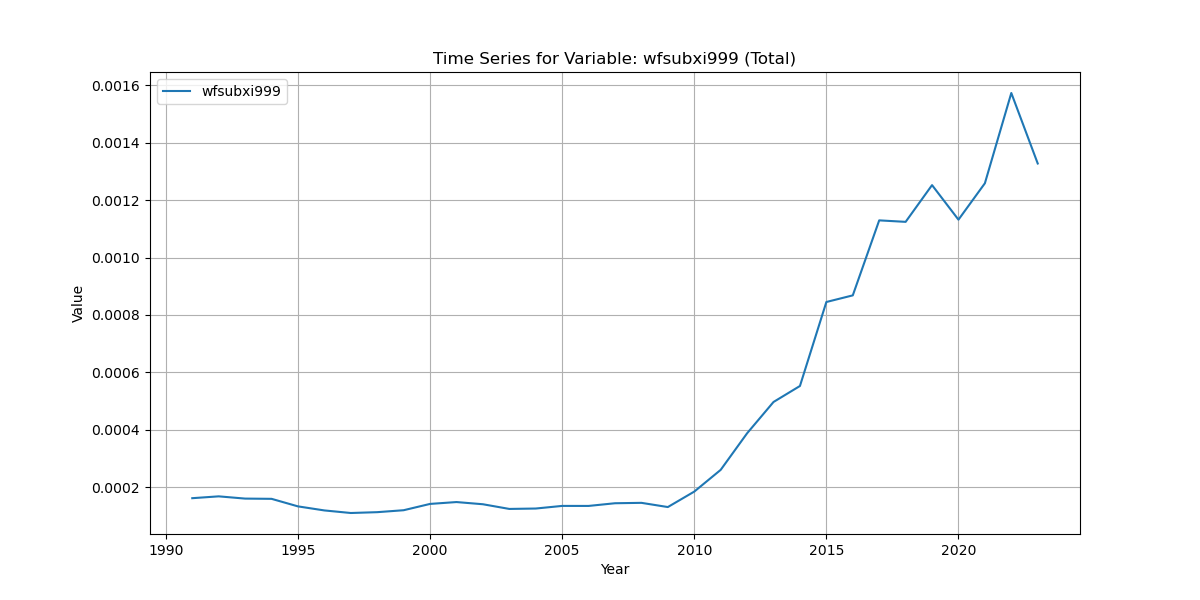 Time Series for Variable: wfsubxi999 (Total)
wfsubxi999
0.0016
0.0014
0.0012
0.0010
0.0008
0.0006
0.0004
0.0002
Value
1990 1995 2000 2005 2010 2015 2020
Year